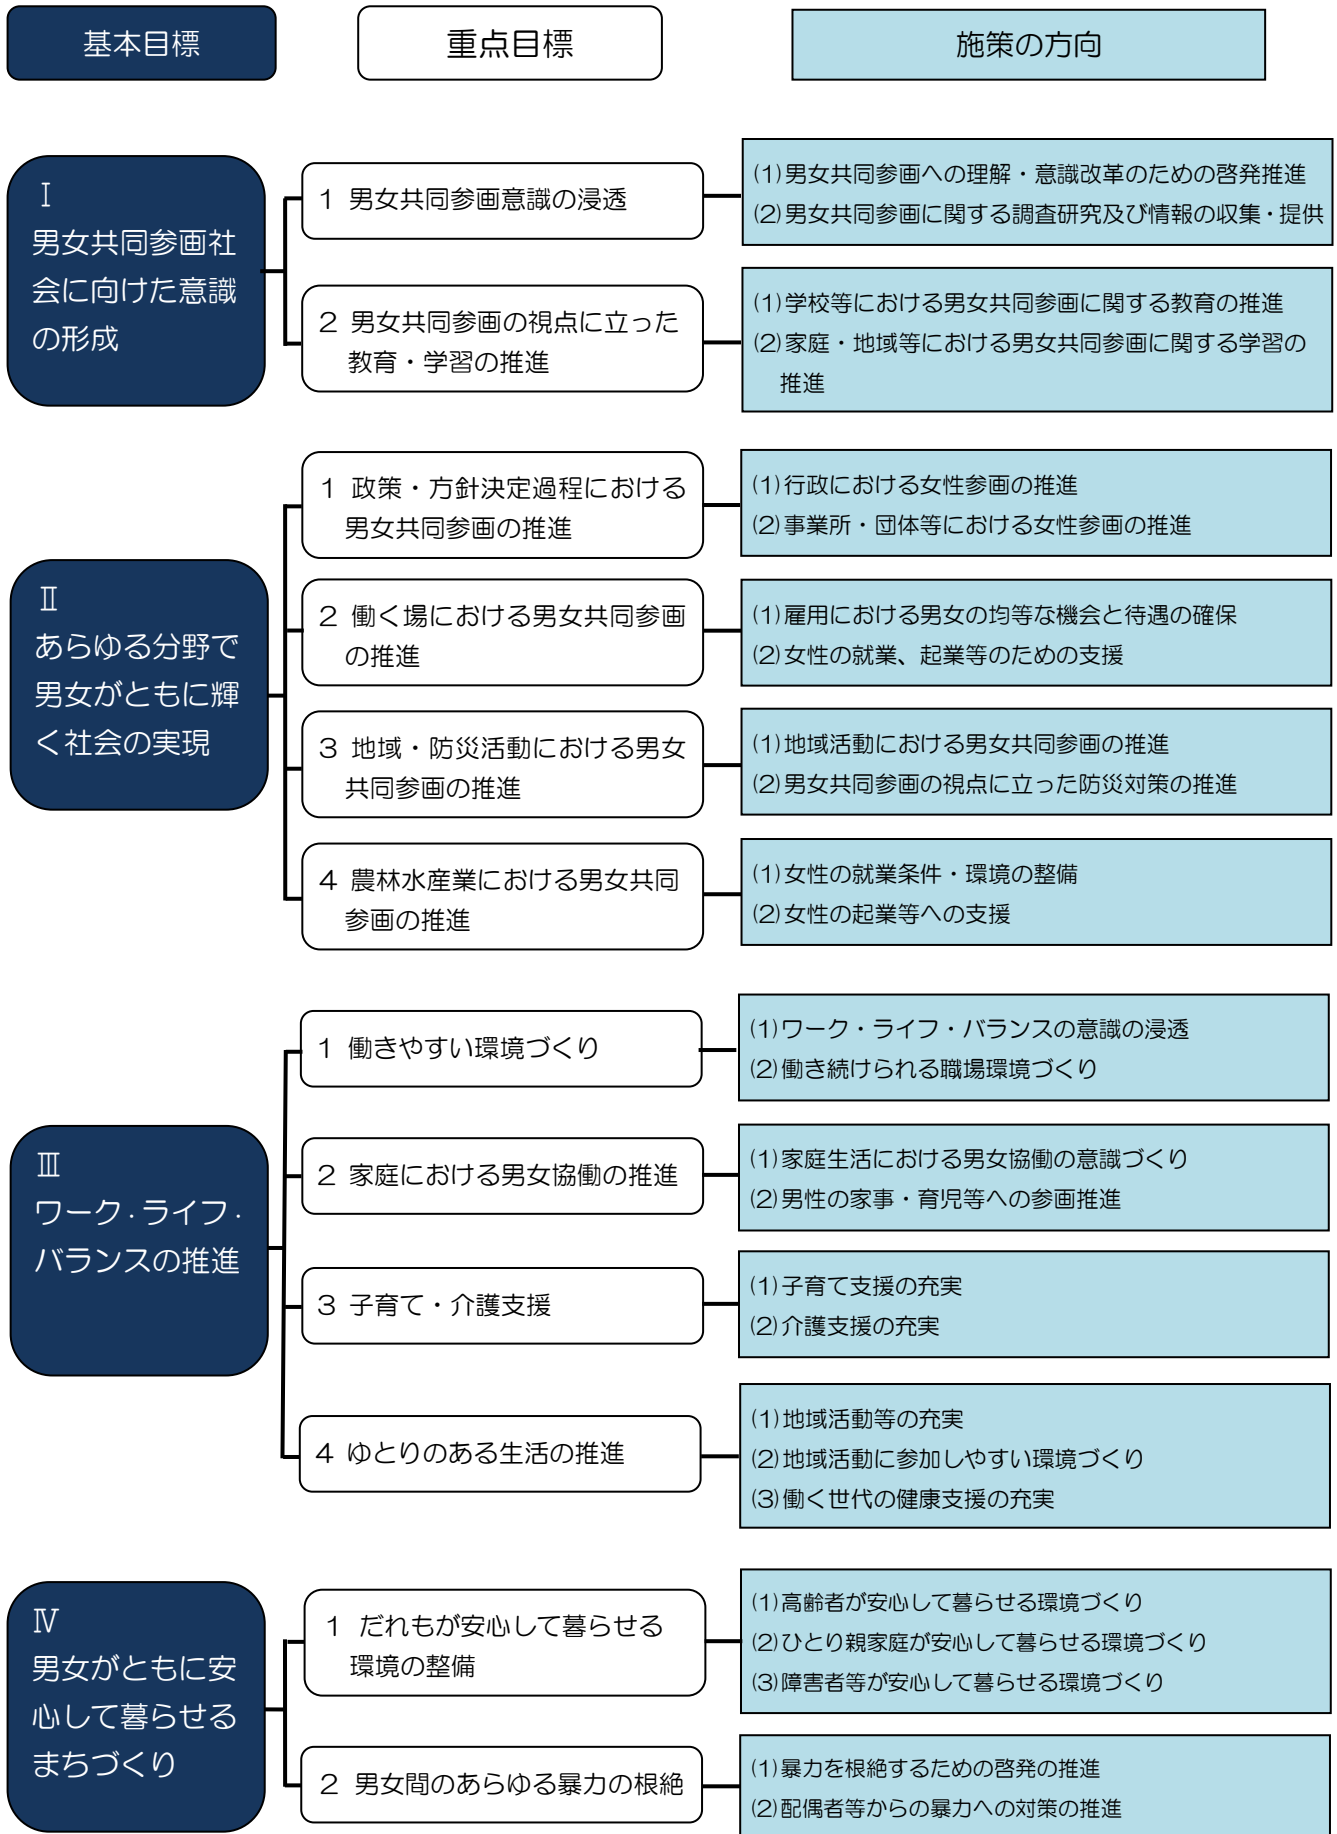 基本目標
重点目標
施策の方向
Ⅰ
男女共同参画社
会に向けた意識
の形成
1 男女共同参画意識の浸透
(1)男女共同参画への理解・意識改革のための啓発推進
(2)男女共同参画に関する調査研究及び情報の収集・提供
2 男女共同参画の視点に立った
教育・学習の推進
(1)学校等における男女共同参画に関する教育の推進
(2)家庭・地域等における男女共同参画に関する学習の
推進
Ⅱ
あらゆる分野で
男女がともに輝
く社会の実現
1 政策・方針決定過程における
男女共同参画の推進
(1)行政における女性参画の推進
(2)事業所・団体等における女性参画の推進
2 働く場における男女共同参画
の推進
(1)雇用における男女の均等な機会と待遇の確保
(2)女性の就業、起業等のための支援
3 地域・防災活動における男女
共同参画の推進
(1)地域活動における男女共同参画の推進
(2)男女共同参画の視点に立った防災対策の推進
4 農林水産業における男女共同
参画の推進
(1)女性の就業条件・環境の整備
(2)女性の起業等への支援
Ⅲ
ワーク・ライフ・
バランスの推進
1 働きやすい環境づくり
(1)ワーク・ライフ・バランスの意識の浸透
(2)働き続けられる職場環境づくり
2 家庭における男女協働の推進
(1)家庭生活における男女協働の意識づくり
(2)男性の家事・育児等への参画推進
3 子育て・介護支援
(1)子育て支援の充実
(2)介護支援の充実
4 ゆとりのある生活の推進
(1)地域活動等の充実
(2)地域活動に参加しやすい環境づくり
(3)働く世代の健康支援の充実
Ⅳ
男女がともに安
心して暮らせる
まちづくり
1 だれもが安心して暮らせる
環境の整備
(1)高齢者が安心して暮らせる環境づくり
(2)ひとり親家庭が安心して暮らせる環境づくり
(3)障害者等が安心して暮らせる環境づくり
2 男女間のあらゆる暴力の根絶
(1)暴力を根絶するための啓発の推進
(2)配偶者等からの暴力への対策の推進